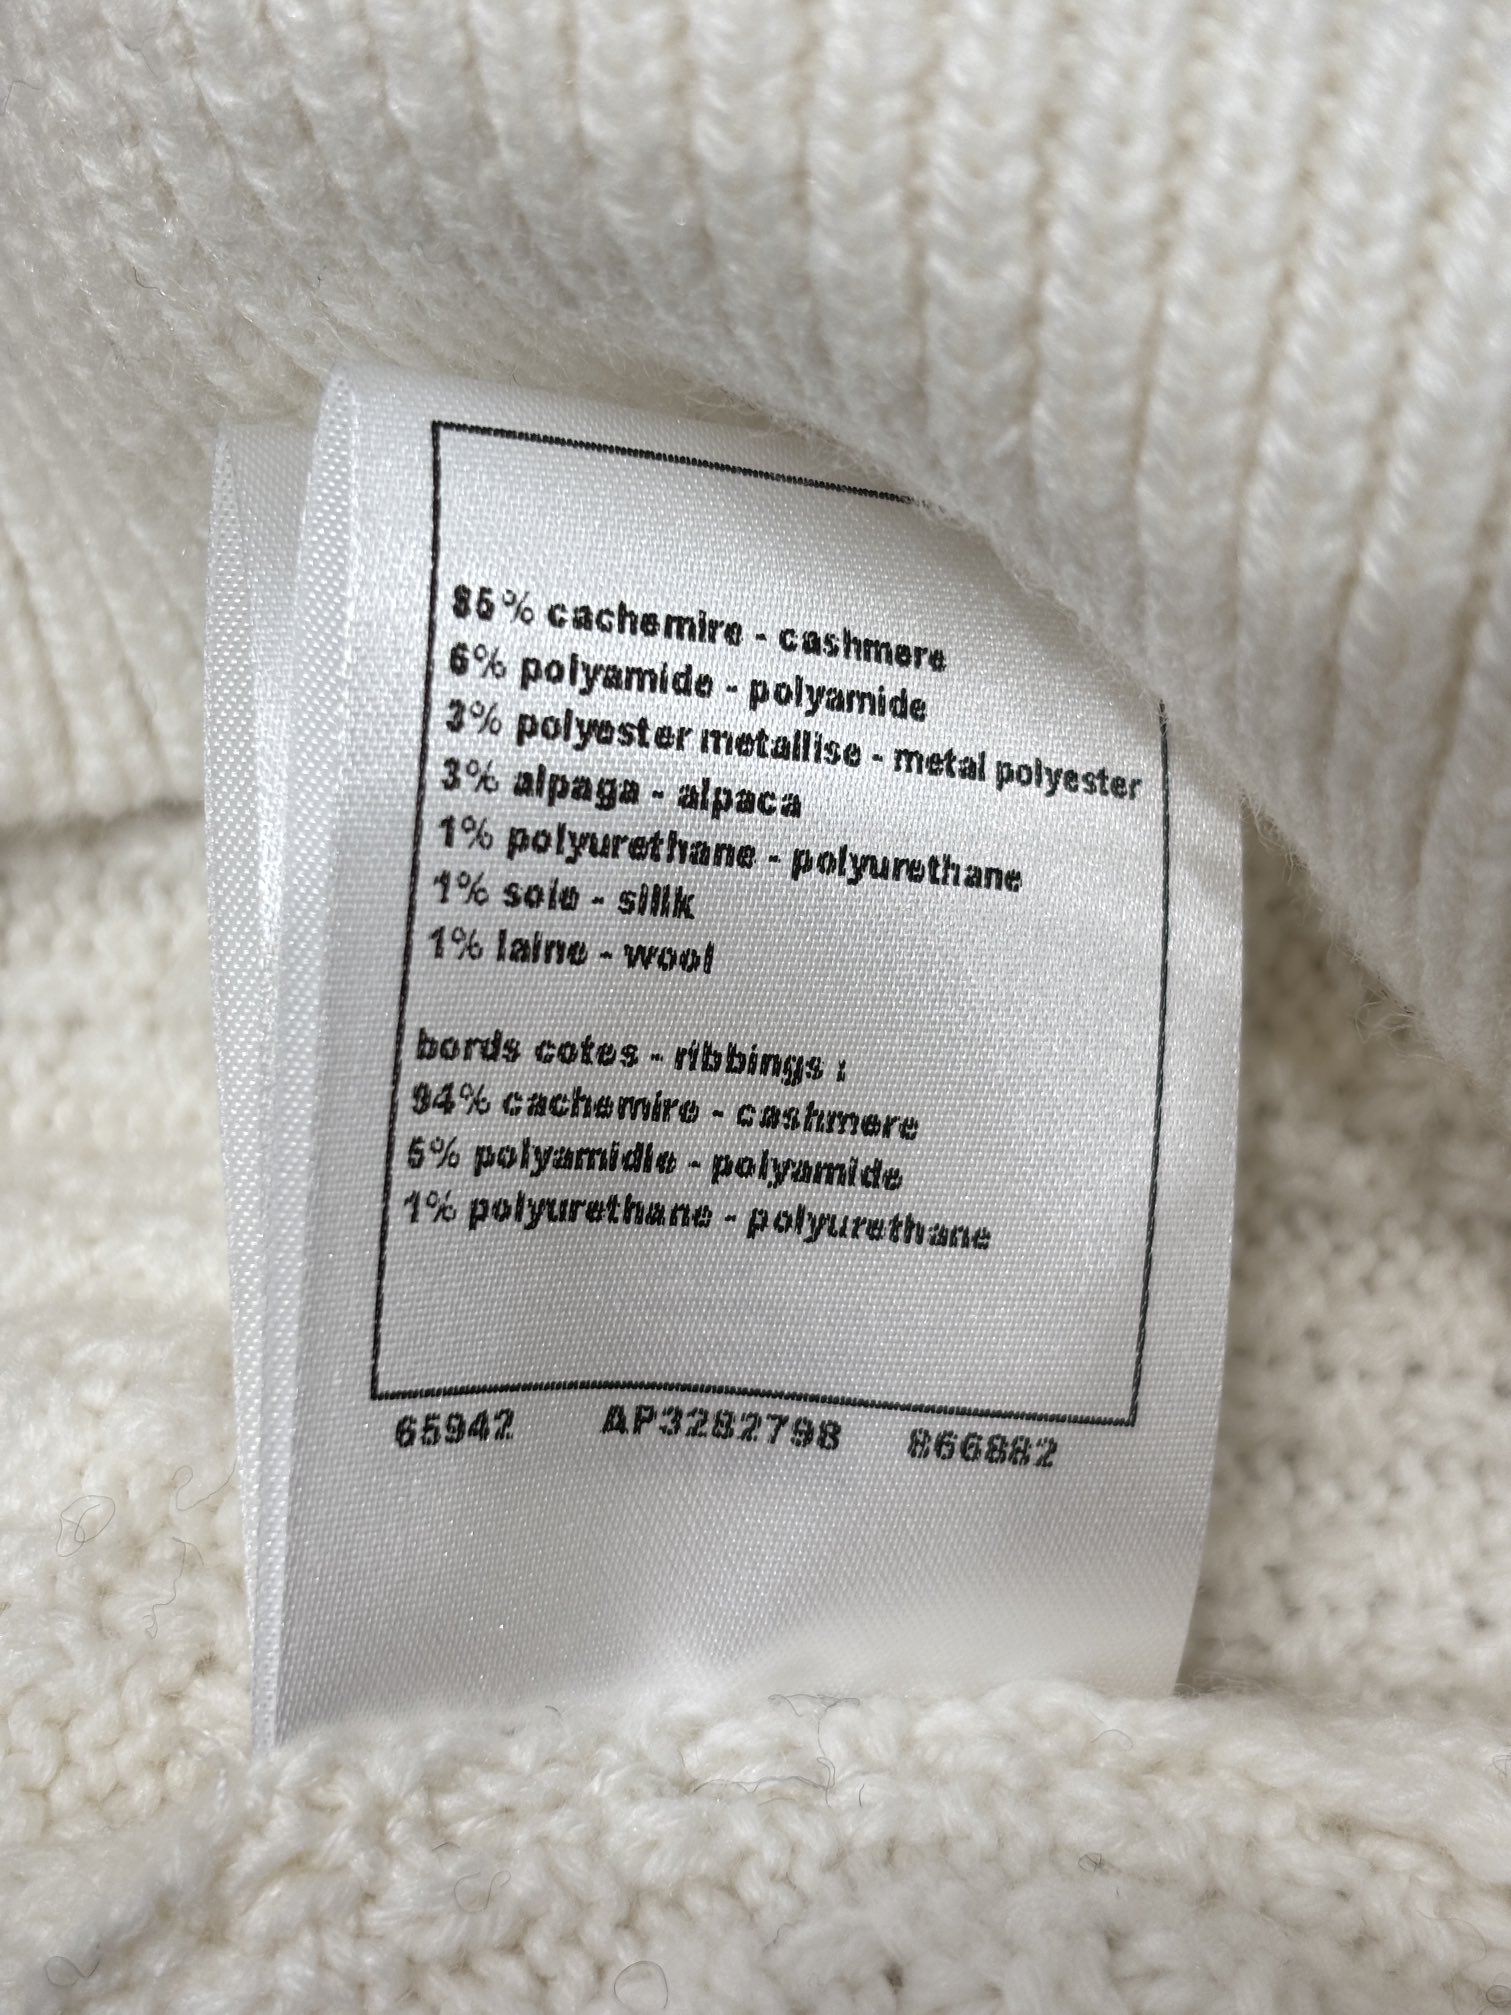 85% cachemire - cashmere
6% polyamide - polyamide
3% polyester metallise - metal polyester
3% alpaga - alpaca
1% polyurethane - polyurethane
1% soie - sillk
1% laine - wool
bords cotes - ribbings :
94% cachemire - cashmere
5% polyamidle - polyamide
1% polyurethane - polyurethane
65942 AP3282798 866882